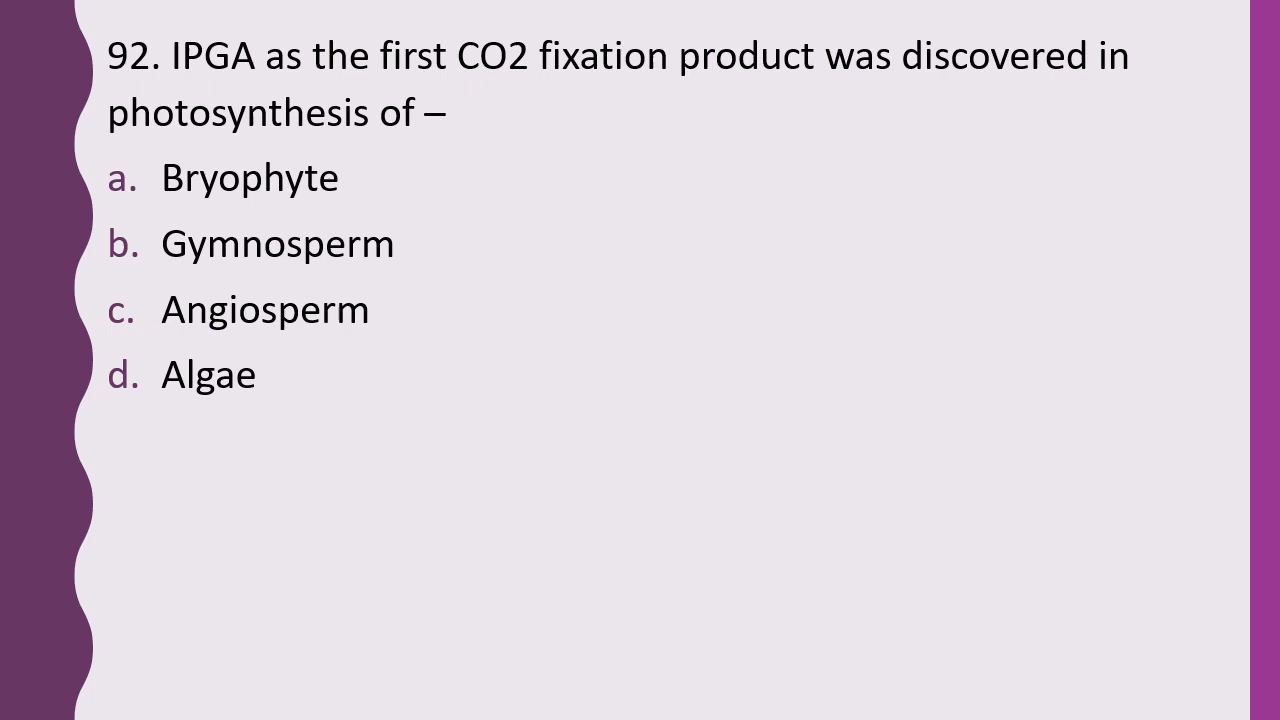 92. IPGA as the first CO2 fixation product was discovered in
photosynthesis of –
a. Bryophyte
b. Gymnosperm
c. Angiosperm
d. Algae